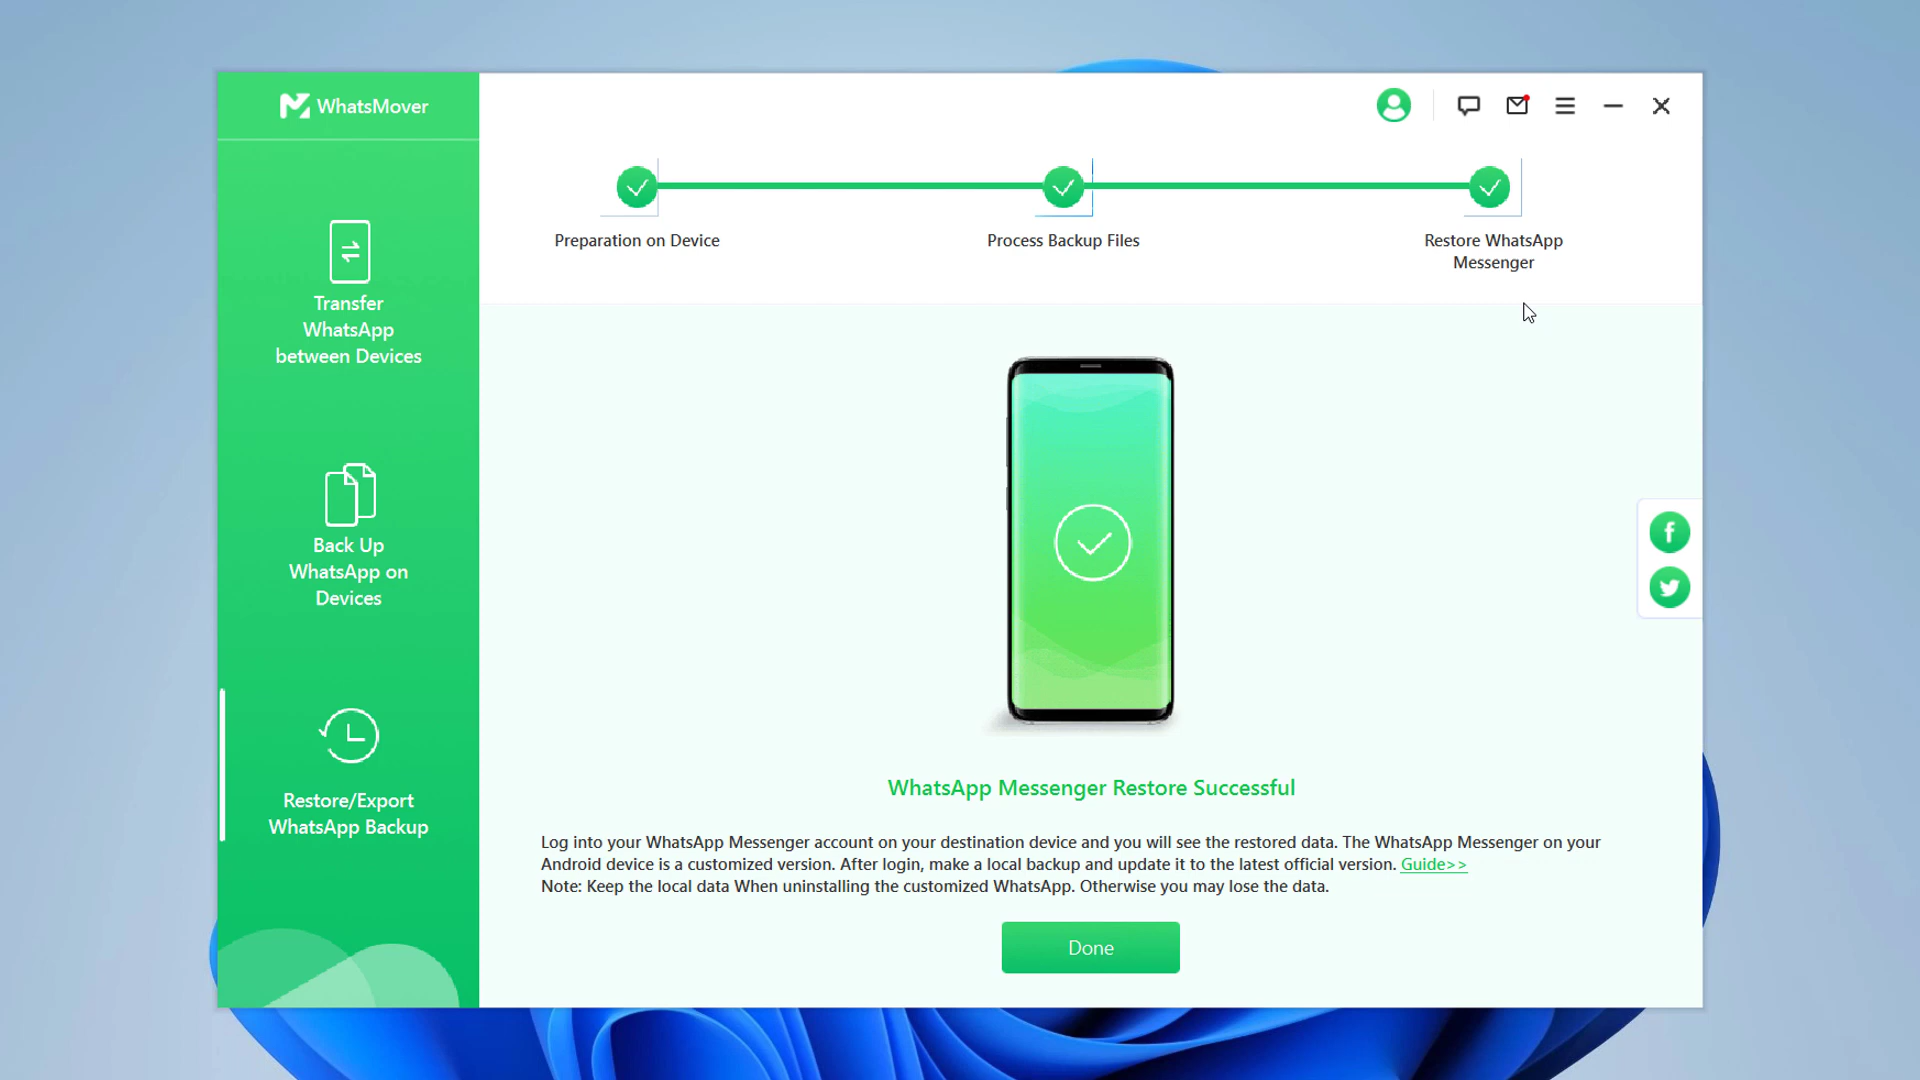 WhatsMover
Transfer
WhatsApp
between Devices
Back Up
WhatsApp on
Devices
Restore/Export
WhatsApp Backup
Preparation on Device
Process Backup Files
Restore WhatsApp
Messenger
WhatsApp Messenger Restore Successful
Log into your WhatsApp Messenger account on your destination device and you will see the restored data. The WhatsApp Messenger on your
Android device is a customized version. After login, make a local backup and update it to the latest official version. Guide>>
Note: Keep the local data When uninstalling the customized WhatsApp. Otherwise you may lose the data.
Done